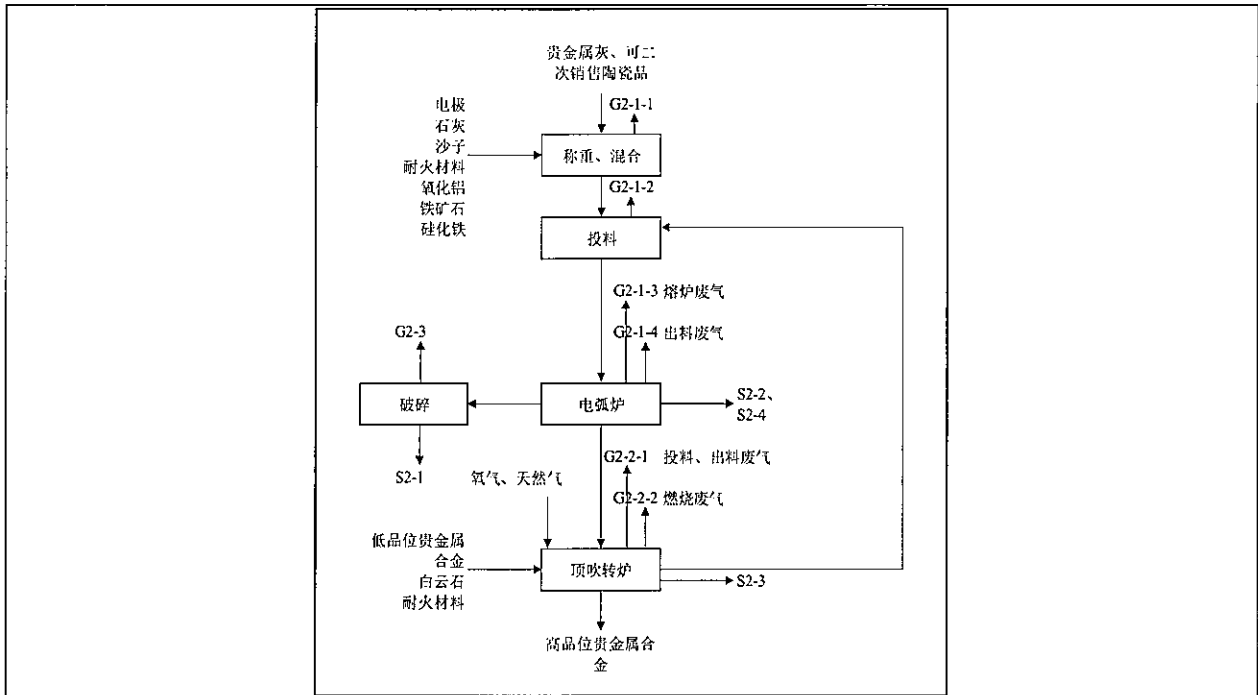 贵金属灰、可二
次销售陶瓷品
G2-1-1
电极
石灰
沙子
耐火材料
氧化铝
铁矿石
硅化铁
称重、混合
G2-1-2
投料
G2-1-3 熔炉废气
G2-1-4 出料废气
G2-3
破碎
电弧炉
S2-2、
S2-4
S2-1
G2-2-1 投料、出料废气
氧气、天然气
G2-2-2 燃烧废气
低品位贵金属
合金
白云石
耐火材料
顶吹转炉
S2-3
高品位贵金属合
金